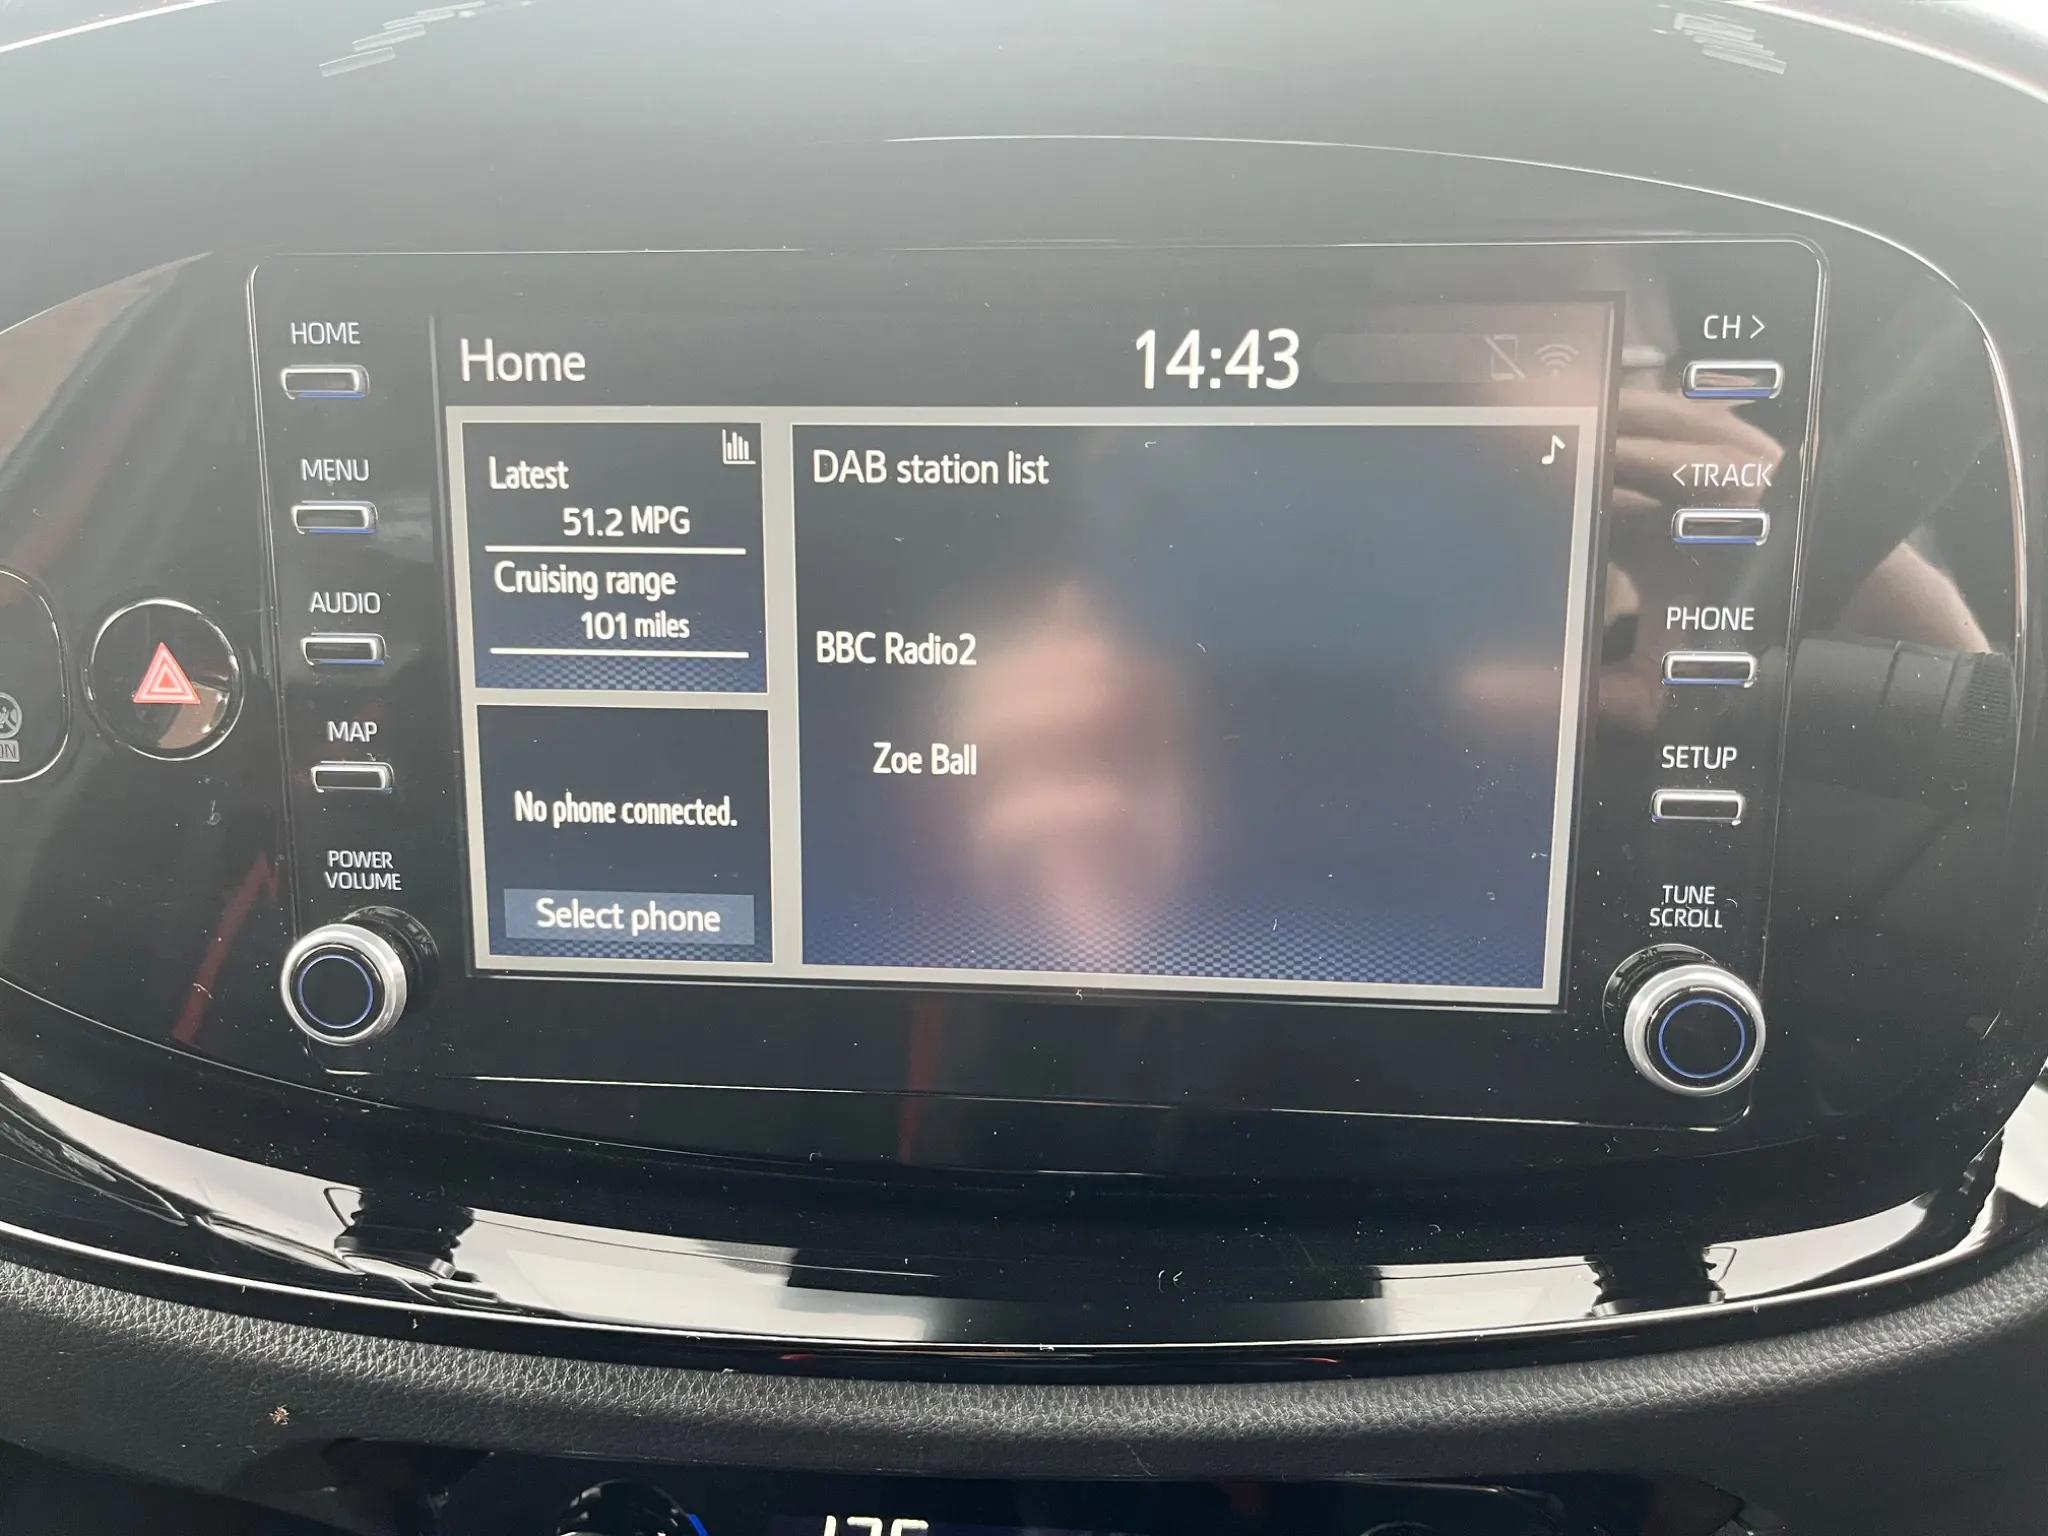 HOME
MENU
AUDIO
MAP
POWER
VOLUME
Home
14:43
Latest
51.2 MPG
Cruising range
101 miles
No phone connected.
Select phone
DAB station list
BBC Radio2
Zoe Ball
CH >
< TRACK
PHONE
SETUP
TUNE
SCROLL